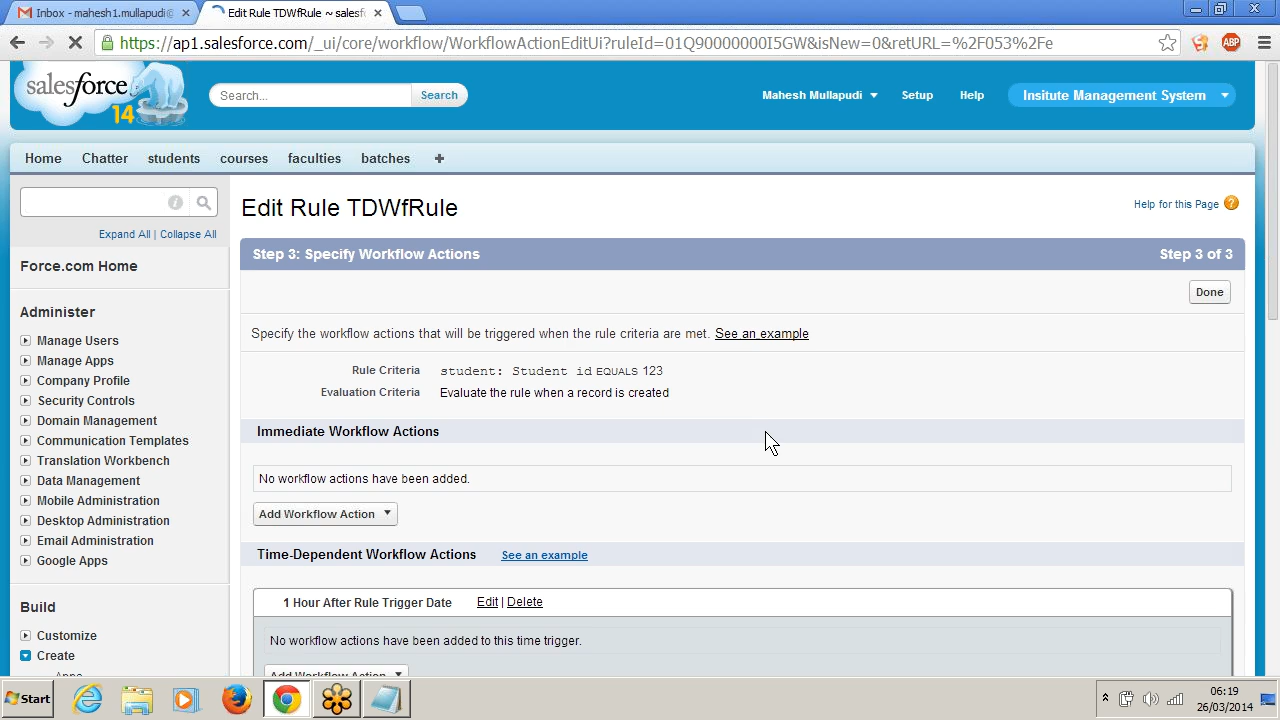 Inbox - mahesh1.mullapudi@
Edit Rule TDWfRule ~ salesf
https://ap1.salesforce.com/_ui/core/workflow/WorkflowActionEditUi?ruleId=01Q90000000I5GW&isNew=0&retURL=%2F053%2Fe
ABP
salesforce
14
Search...
Search
Mahesh Mullapudi
Setup
Help
Insitute Management System
Home
Chatter
students
courses
faculties
batches
Expand All | Collapse All
Edit Rule TDWfRule
Help for this Page
Force.com Home
Step 3: Specify Workflow Actions
Step 3 of 3
Done
Administer
Manage Users
Manage Apps
Company Profile
Security Controls
Domain Management
Communication Templates
Translation Workbench
Data Management
Mobile Administration
Desktop Administration
Email Administration
Google Apps
Build
Customize
Create
Apps
Specify the workflow actions that will be triggered when the rule criteria are met. See an example
Rule Criteria student: Student id EQUALS 123
Evaluation Criteria Evaluate the rule when a record is created
Immediate Workflow Actions
No workflow actions have been added.
Add Workflow Action
Time-Dependent Workflow Actions See an example
1 Hour After Rule Trigger Date Edit | Delete
No workflow actions have been added to this time trigger.
Add Workflow Action
Start
06:19
26/03/2014